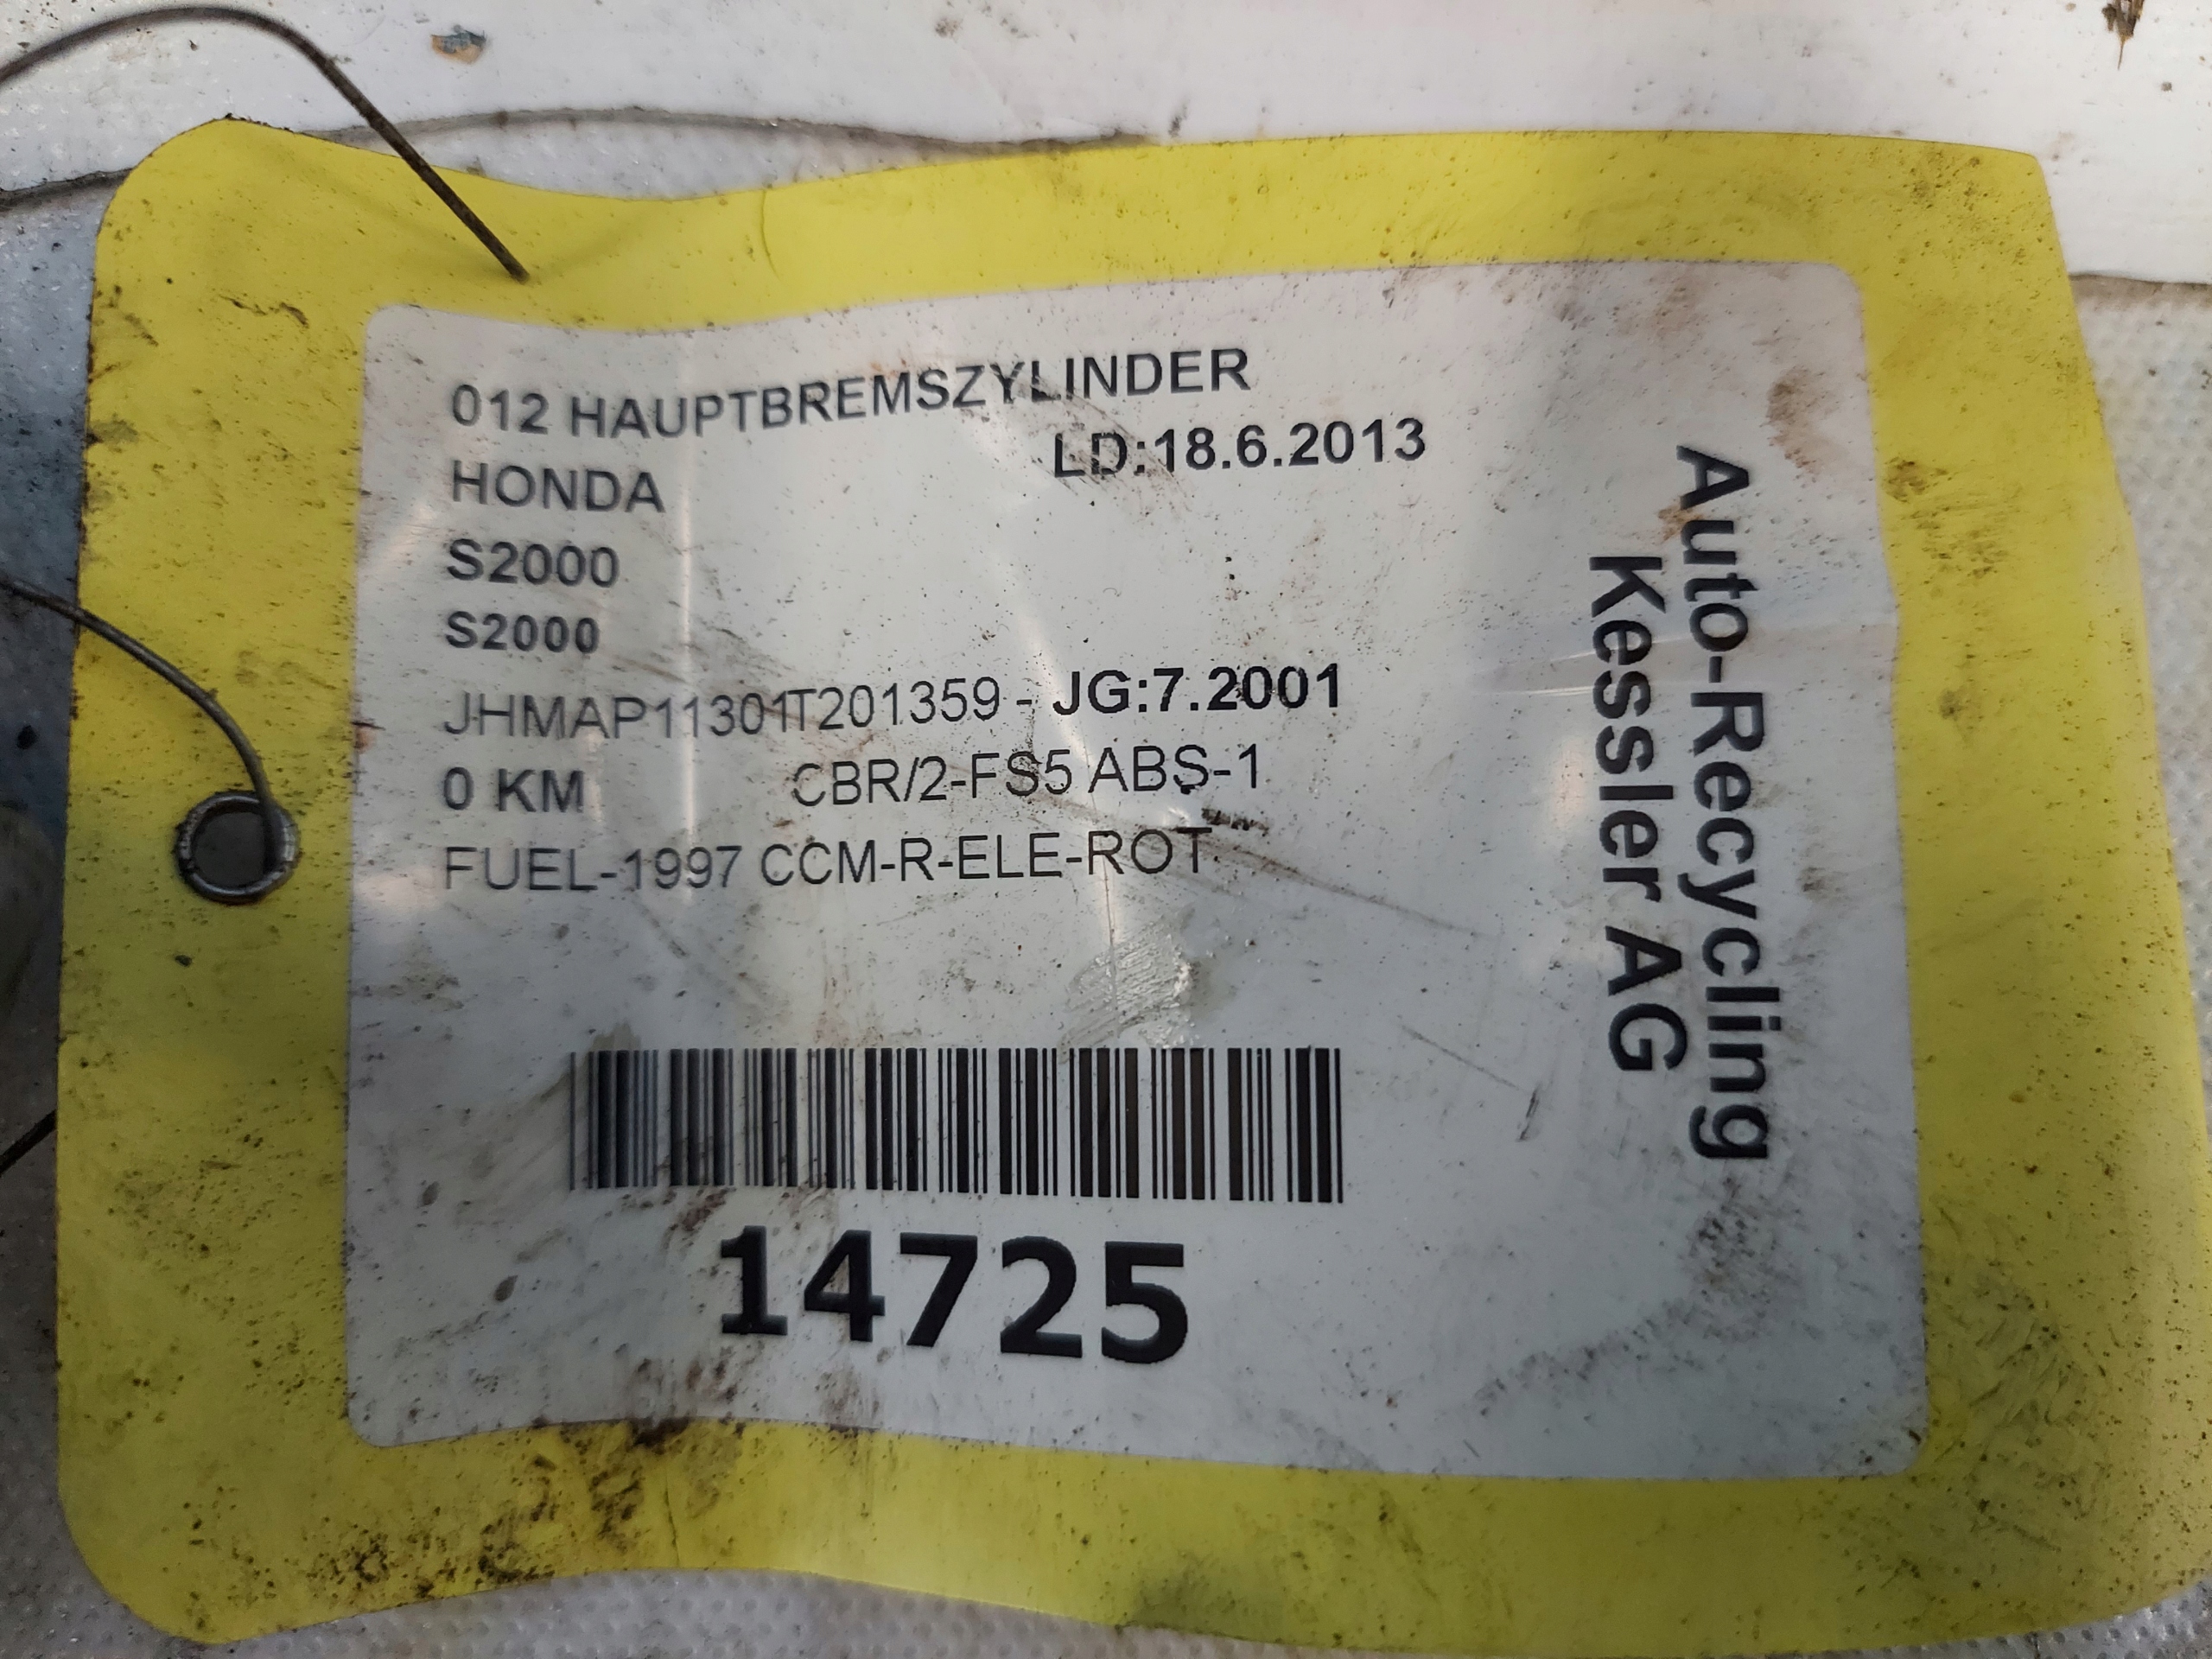 012 HAUPTBREMSZYLINDER
LD:18.6.2013
HONDA
S2000
S2000
JHMAP11301T201359 - JG:7.2001
0 KM CBR/2-FS5 ABS-1
FUEL-1997 CCM-R-ELE-ROT
14725
Auto-Recycling
Kessler AG